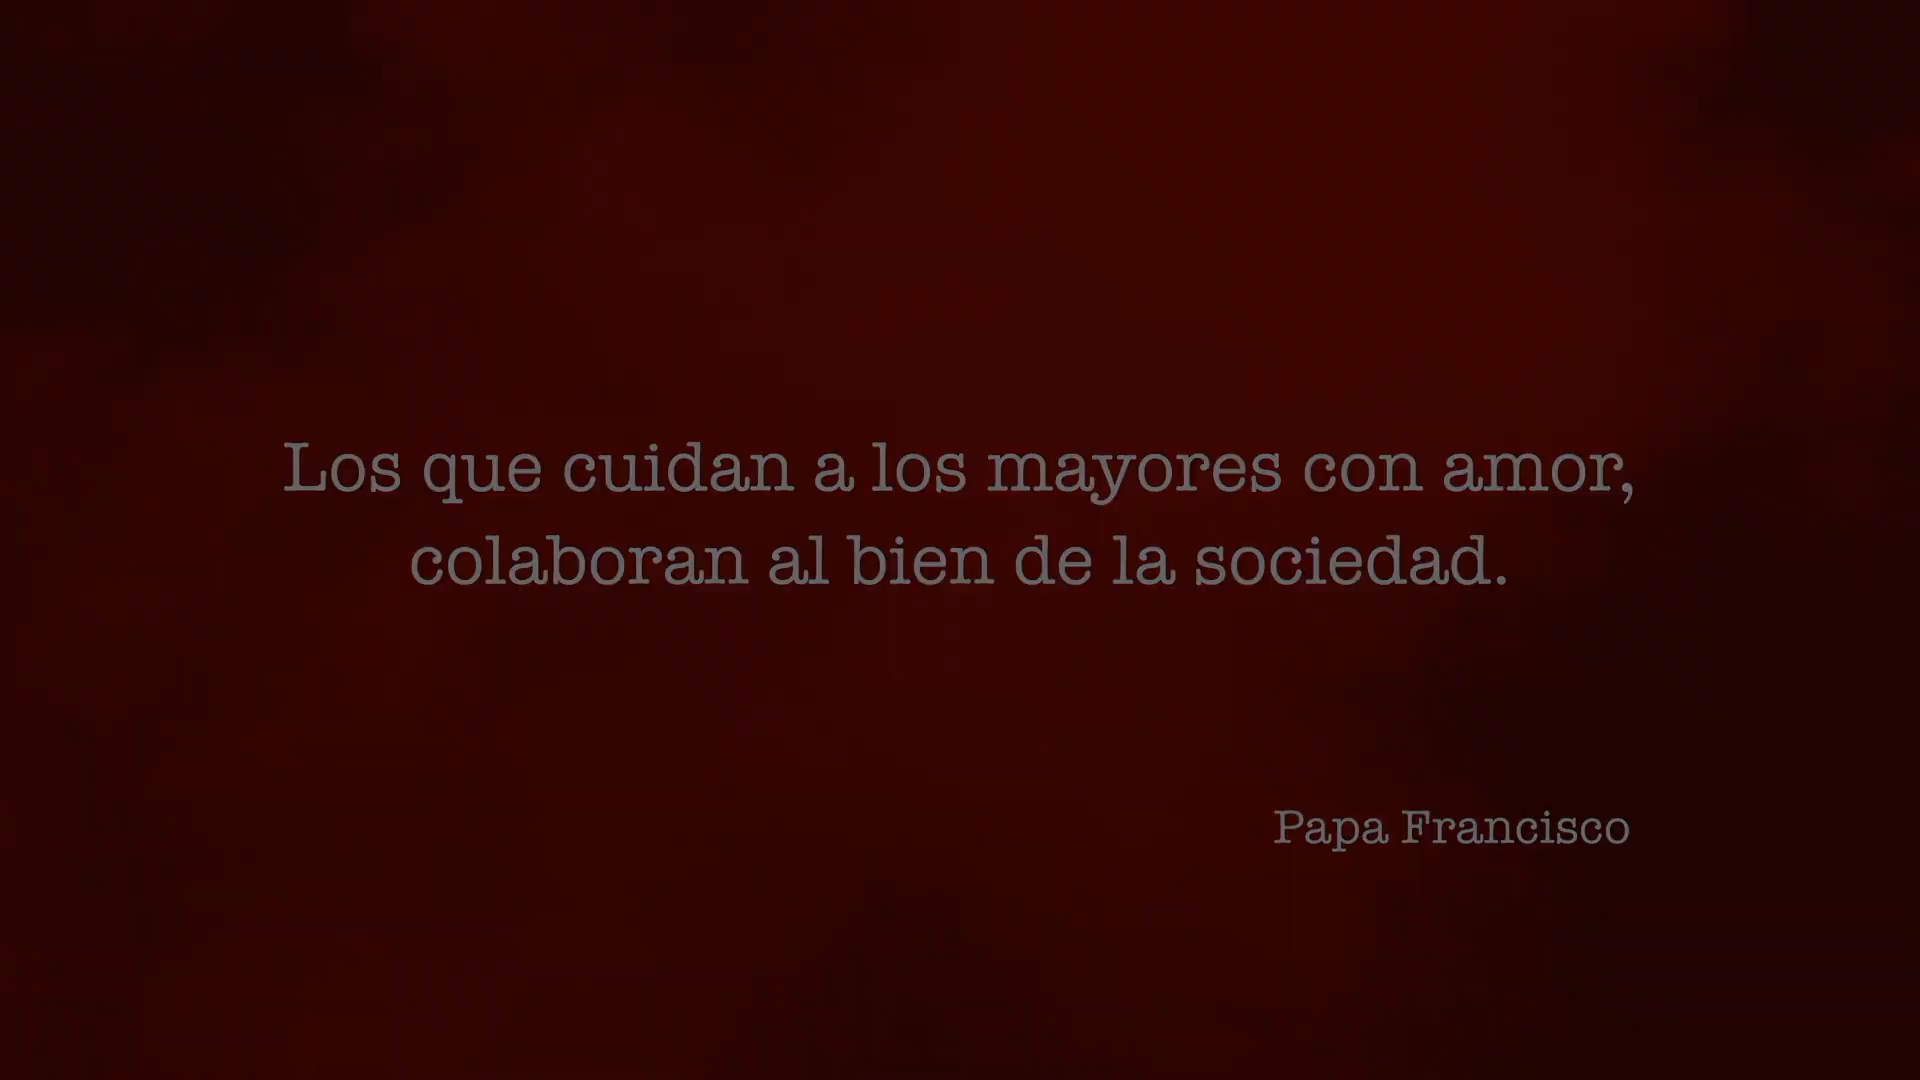 Los que cuidan a los mayores con amor,
colaboran al bien de la sociedad.
Papa Francisco